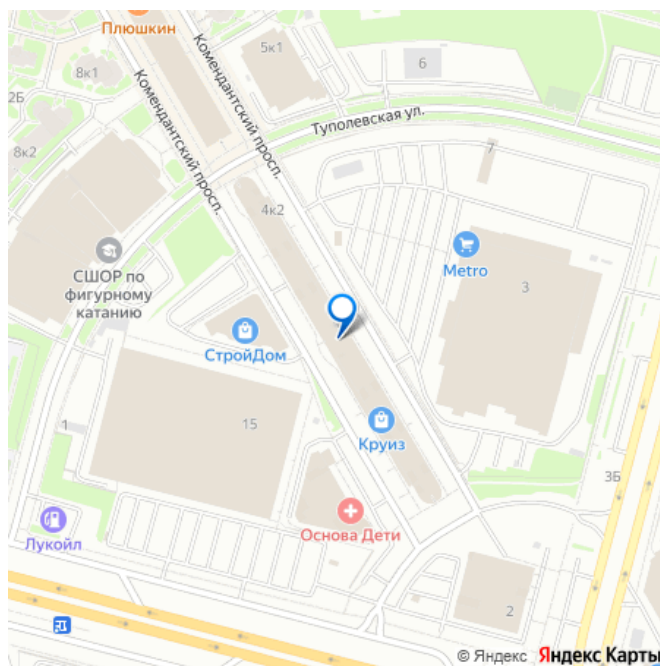 Плюшкин
5к1
6
8к1
2Б
8к2
Комендантский просп.
Комендантский просп.
Туполевская ул.
7
4к2
СШОР по
фигурному
катанию
Metro
3
СтройДом
15
1
Круиз
3Б
Лукойл
Основа Дети
2
© Яндекс Яндекс Карты